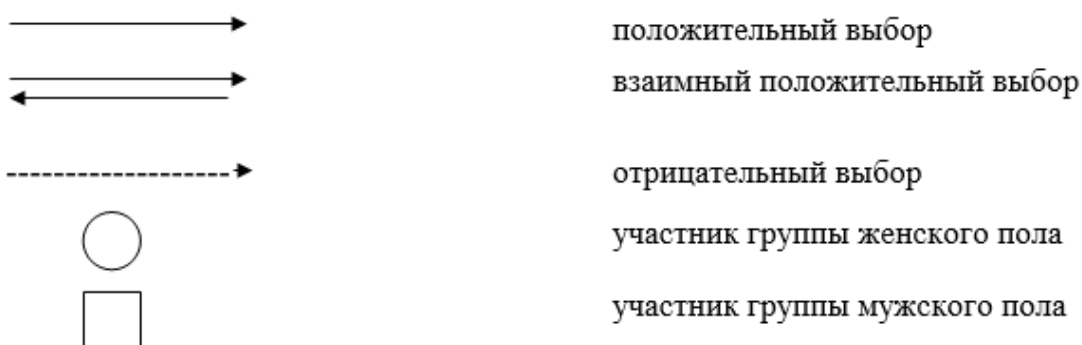 положительный выбор
взаимный положительный выбор
отрицательный выбор
участник группы женского пола
участник группы мужского пола